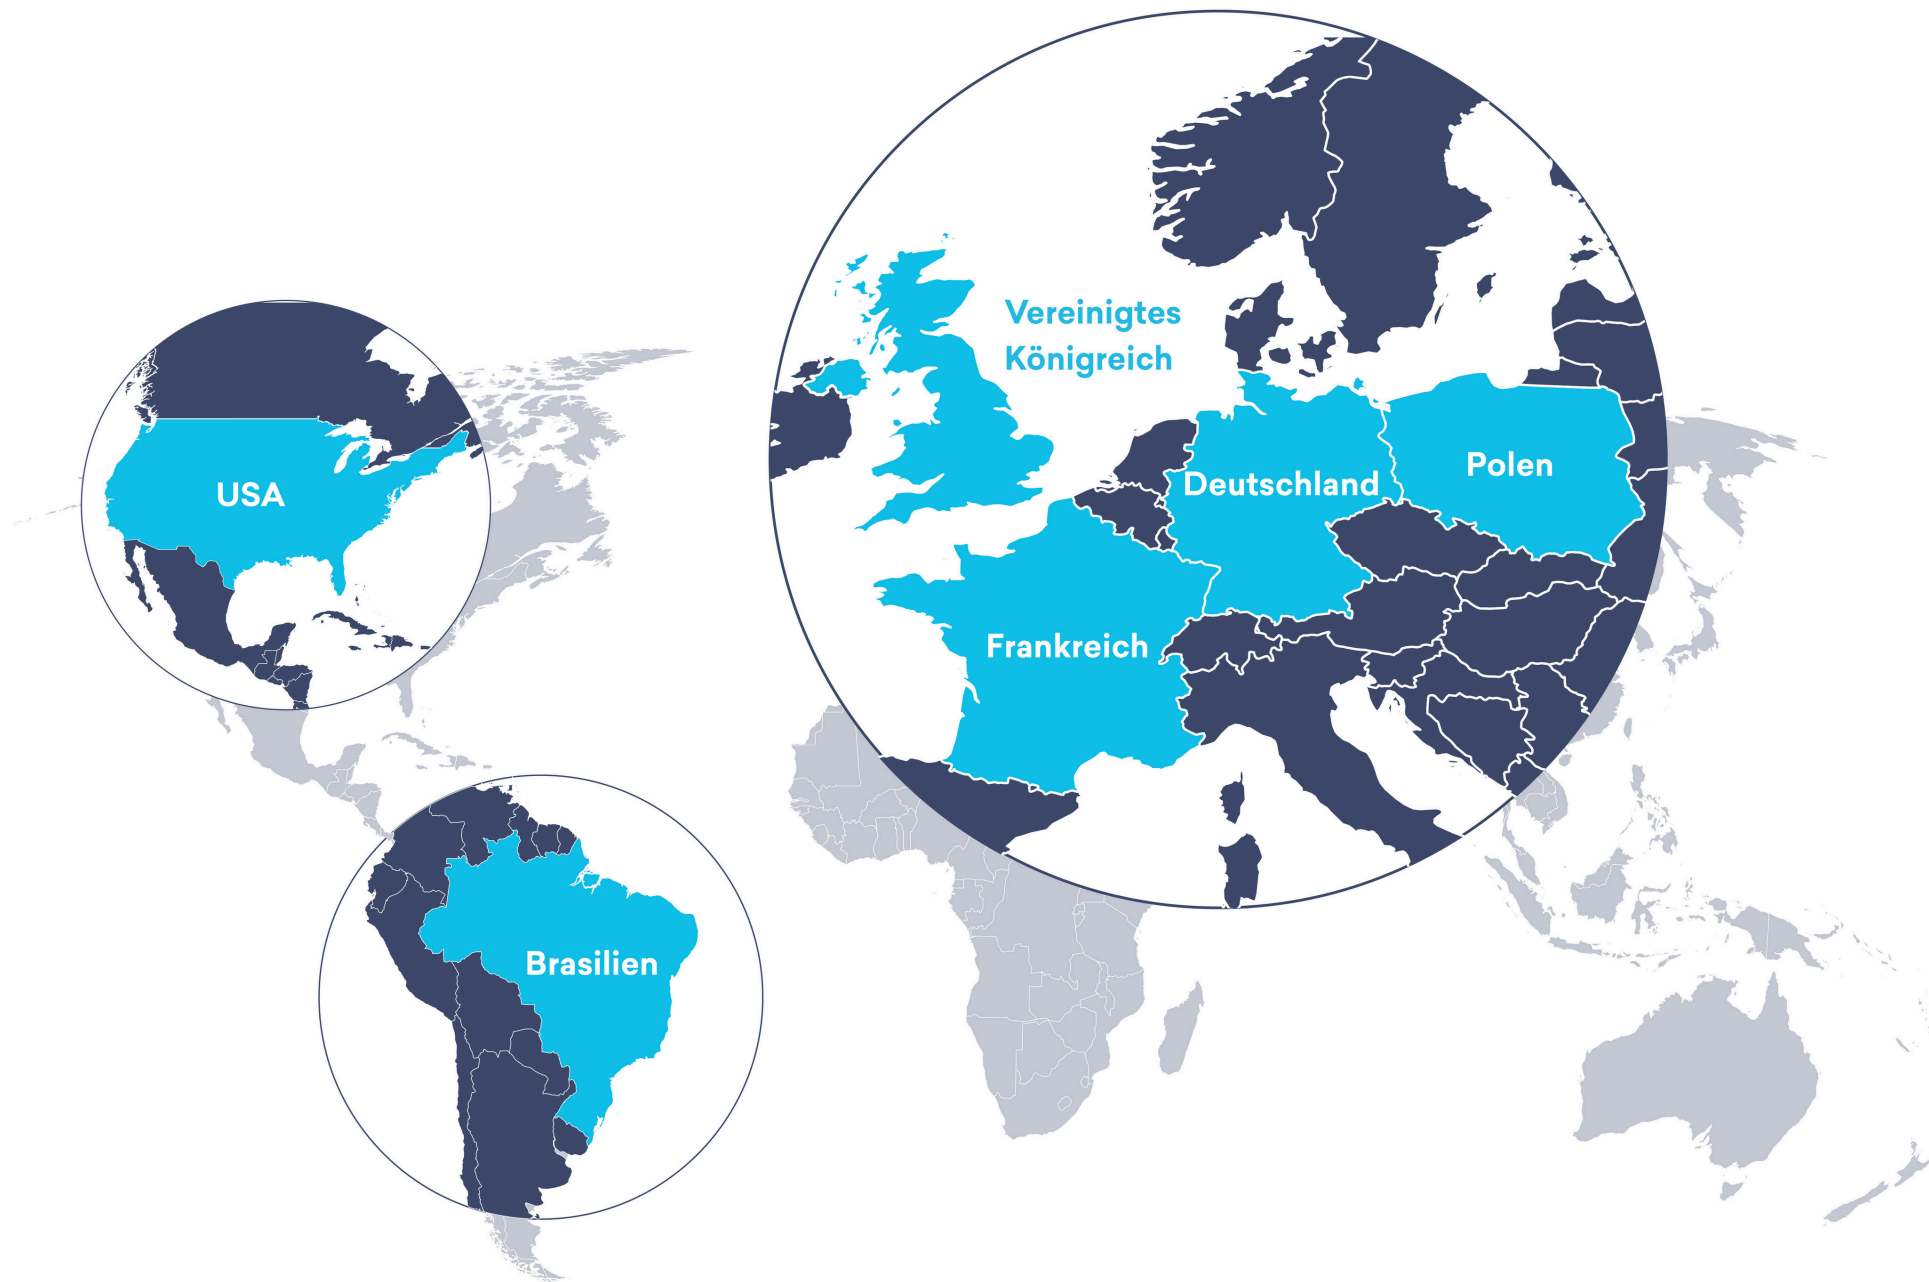 Vereinigtes
Königreich
Polen
Deutschland
USA
Frankreich
Brasilien